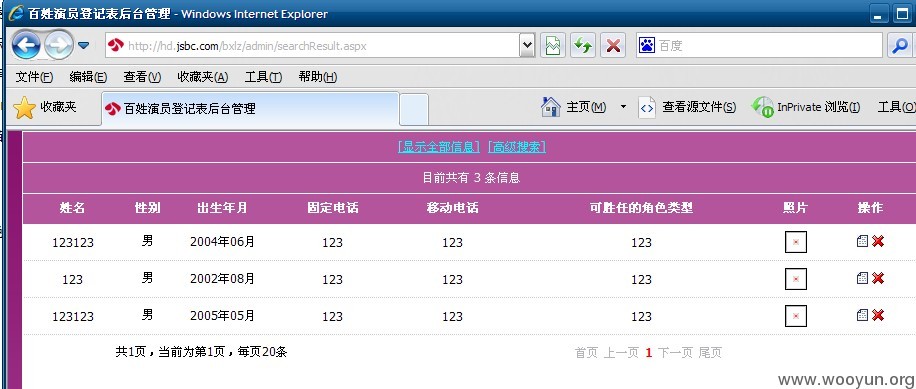 百姓演员登记表后台管理 - Windows Internet Explorer
http://hd.jsbc.com/bxlz/admin/searchResult.aspx 百度
文件(F) 编辑(E) 查看(V) 收藏夹(A) 工具(T) 帮助(H)
收藏夹 百姓演员登记表后台管理 主页(M) 查看源文件(S) InPrivate 浏览(I) 工具(O)
[显示全部信息] [高级搜索]
目前共有 3 条信息
姓名 性别 出生年月 固定电话 移动电话 可胜任的角色类型 照片 操作
123123 男 2004年06月 123 123 123
123 男 2002年08月 123 123 123
123123 男 2005年05月 123 123 123
共1页，当前为第1页，每页20条 首页 上一页 1 下一页 尾页
www.wooyun.org